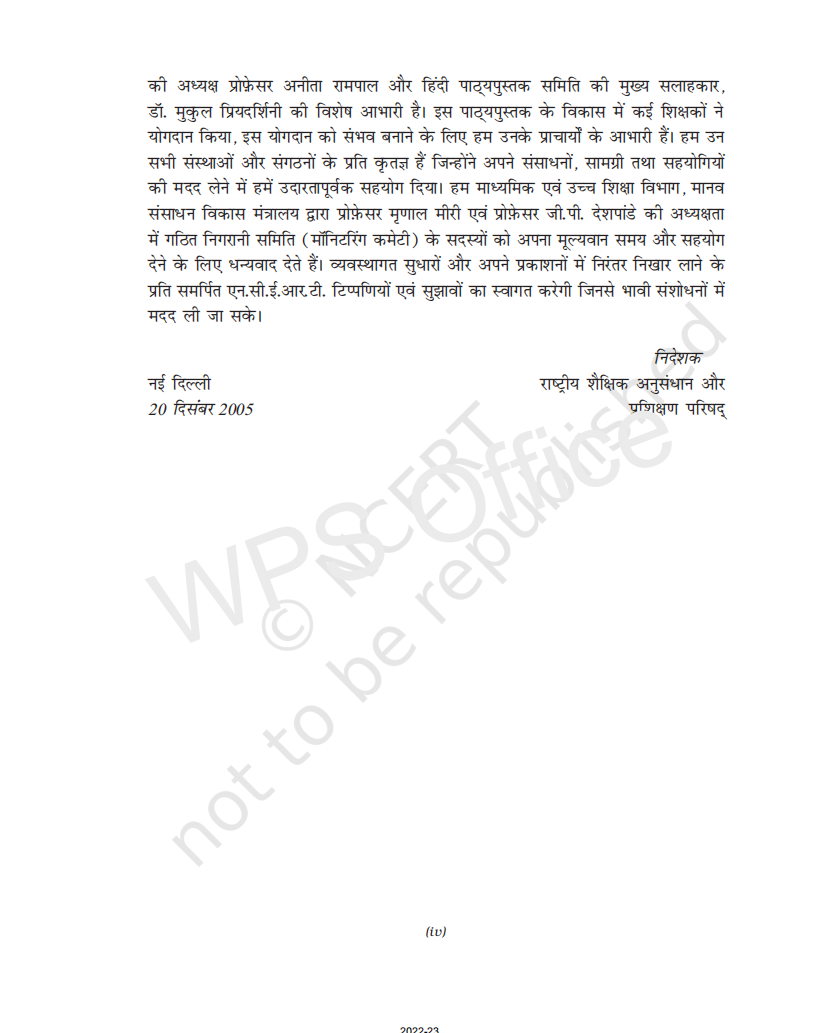 की अध्यक्ष प्रोफ़ेसर अनीता रामपाल और हिंदी पाठ्यपुस्तक समिति की मुख्य सलाहकार,
डॉ. मुकुल प्रियदर्शिनी की विशेष आभारी है। इस पाठ्यपुस्तक के विकास में कई शिक्षकों ने
योगदान किया, इस योगदान को संभव बनाने के लिए हम उनके प्राचार्यों के आभारी हैं। हम उन
सभी संस्थाओं और संगठनों के प्रति कृतज्ञ हैं जिन्होंने अपने संसाधनों, सामग्री तथा सहयोगियों
की मदद लेने में हमें उदारतापूर्वक सहयोग दिया। हम माध्यमिक एवं उच्च शिक्षा विभाग, मानव
संसाधन विकास मंत्रालय द्वारा प्रोफ़ेसर मृणाल मीरी एवं प्रोफ़ेसर जी.पी. देशपांडे की अध्यक्षता
में गठित निगरानी समिति (मॉनिटरिंग कमेटी) के सदस्यों को अपना मूल्यवान समय और सहयोग
देने के लिए धन्यवाद देते हैं। व्यवस्थागत सुधारों और अपने प्रकाशनों में निरंतर निखार लाने के
प्रति समर्पित एन.सी.ई.आर.टी. टिप्पणियों एवं सुझावों का स्वागत करेगी जिनसे भावी संशोधनों में
मदद ली जा सके।
निदेशक
नई दिल्ली राष्ट्रीय शैक्षिक अनुसंधान और
20 दिसंबर 2005 प्रशिक्षण परिषद्
WPS Office
© NCERT
not to be republished
(iv)
2022-23